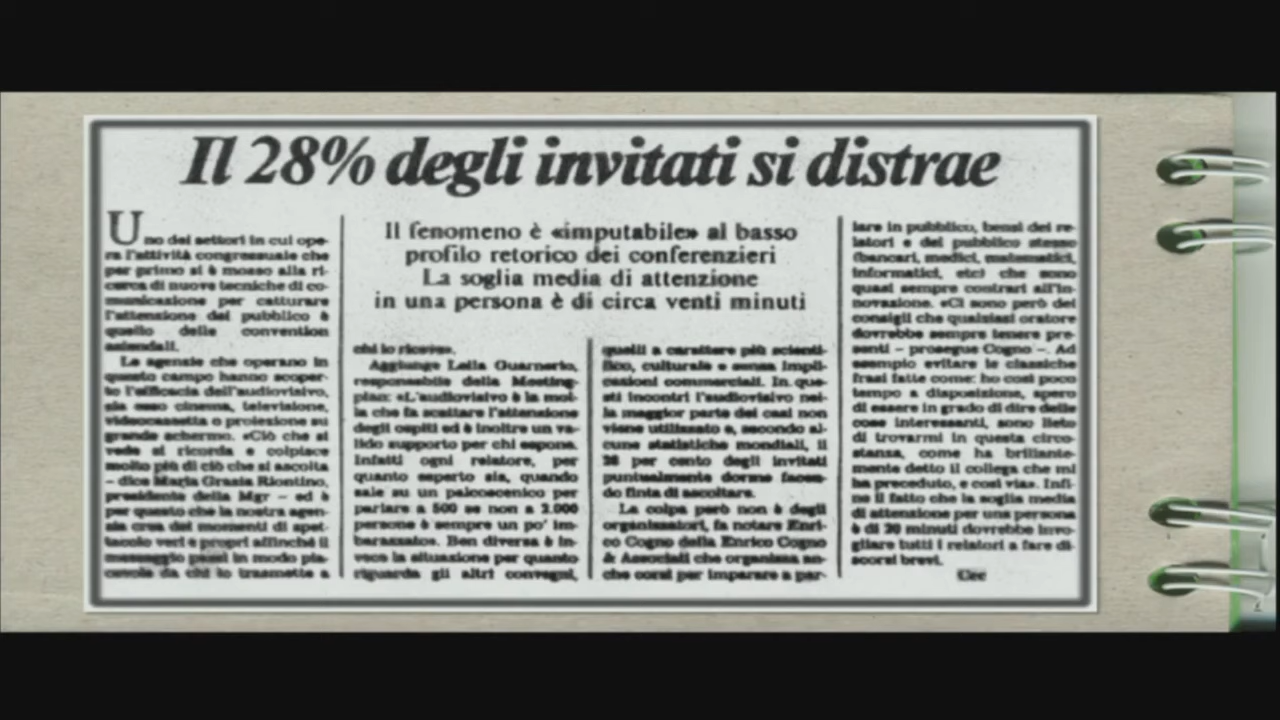 Il 28% degli invitati si distrae
Il fenomeno è «imputabile» al basso
profilo retorico dei conferenzieri
La soglia media di attenzione
in una persona è di circa venti minuti
Uno dei settori in cui ope-
ra l'attività congressuale che
per primo si è mosso alla ri-
cerca di nuove tecniche di co-
municazione per catturare
l'attenzione del pubblico è
quello delle convention
aziendali.
Le agenzie che operano in
questo campo hanno scoper-
to l'efficacia dell'audiovisivo,
sia esso cinema, televisione,
videocassetta o proiezione su
grande schermo. «Ciò che si
vede si ricorda e colpisce
molto più di ciò che si ascolta
– dice Maria Grazia Riontino,
presidente della Mgr – ed è
per questo che la nostra agen-
zia crea dei momenti di spet-
tacolo veri e propri affinché il
messaggio passi in modo pia-
cevole da chi lo trasmette a
chi lo riceve».
Aggiunge Leila Guarnerio,
responsabile della Meeting-
plan: «L'audiovisivo è la mol-
la che fa scattare l'attenzione
degli ospiti ed è inoltre un va-
lido supporto per chi espone.
Infatti ogni relatore, per
quanto esperto sia, quando
sale su un palcoscenico per
parlare a 500 se non a 2.000
persone è sempre un po' im-
barazzato». Ben diversa è in-
vece la situazione per quanto
riguarda gli altri convegni,
quelli a carattere più scienti-
fico, culturale e senza impli-
cazioni commerciali. In que-
sti incontri l'audiovisivo nel-
la maggior parte dei casi non
viene utilizzato e, secondo al-
cune statistiche mondiali, il
28 per cento degli invitati
puntualmente dorme facen-
do finta di ascoltare.
La colpa però non è degli
organizzatori, fa notare Enri-
co Cogno della Enrico Cogno
& Associati che organizza an-
che corsi per imparare a par-
lare in pubblico, bensì dei re-
latori e del pubblico stesso
(bancari, medici, matematici,
informatici, etc) che sono
quasi sempre contrari all'in-
novazione. «Ci sono però dei
consigli che qualsiasi oratore
dovrebbe sempre tenere pre-
senti – prosegue Cogno –. Ad
esempio evitare le classiche
frasi fatte come: ho così poco
tempo a disposizione, spero
di essere in grado di dire delle
cose interessanti, sono lieto
di trovarmi in questa circo-
stanza, come ha briliante-
mente detto il collega che mi
ha preceduto, e così via». Infi-
ne il fatto che la soglia media
di attenzione per una persona
è di 20 minuti dovrebbe invo-
gliare tutti i relatori a fare di-
scorsi brevi.